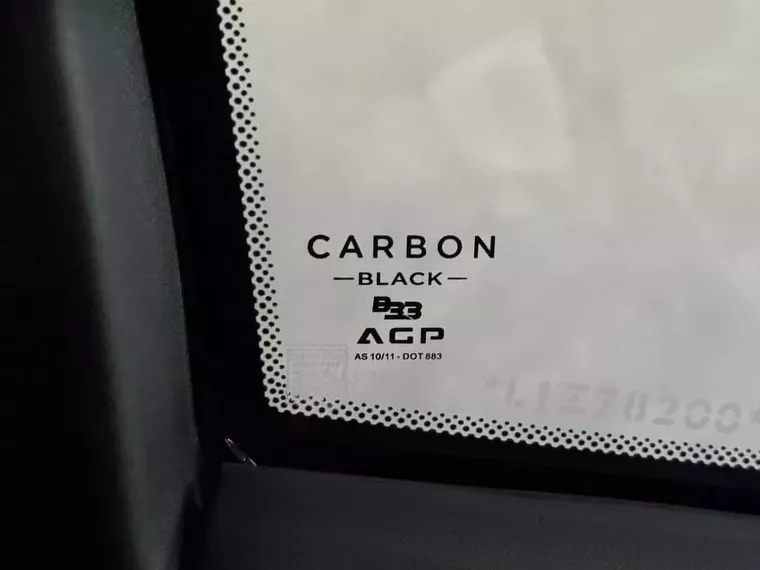 CARBON
—BLACK—
B33
AGP
AS 10/11 - DOT 883